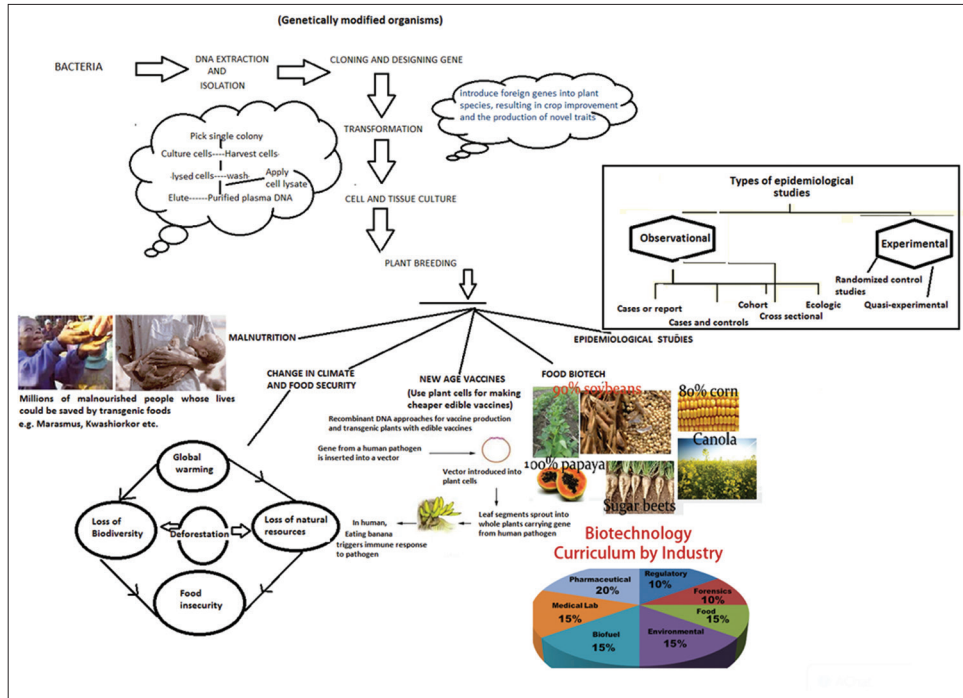 (Genetically modified organisms)
BACTERIA
DNA EXTRACTION
AND
ISOLATION
CLONING AND DESIGNING GENE
introduce foreign genes into plant
species, resulting in crop improvement
and the production of novel traits
TRANSFORMATION
Pick single colony
Culture cells----Harvest cells-
lysed cells----wash-
Apply
cell lysate
Elute------Purified plasma DNA
CELL AND TISSUE CULTURE
PLANT BREEDING
Types of epidemiological
studies
Observational
Experimental
Randomized control
studies
Quasi-experimental
Cases or report
Cases and controls
Cohort
Cross sectional
Ecologic
MALNUTRITION
EPIDEMIOLOGICAL STUDIES
Millions of malnourished people whose lives
could be saved by transgenic foods
e.g. Marasmus, Kwashiorkor etc.
CHANGE IN CLIMATE
AND FOOD SECURITY
Global
warming
Loss of
Biodiversity
Deforestation
Loss of natural
resources
Food
insecurity
NEW AGE VACCINES
(Use plant cells for making
cheaper edible vaccines)
Recombinant DNA approaches for vaccine production
and transgenic plants with edible vaccines
Gene from a human pathogen
is inserted into a vector
Vector introduced into
plant cells
Leaf segments sprout into
whole plants carrying gene
from human pathogen
In human,
Eating banana
triggers immune response
to pathogen
FOOD BIOTECH
90% soybeans
80% corn
Canola
100% papaya
Sugar beets
Biotechnology
Curriculum by Industry
Pharmaceutical
20%
Regulatory
10%
Forensics
10%
Food
15%
Environmental
15%
Biofuel
15%
Medical Lab
15%